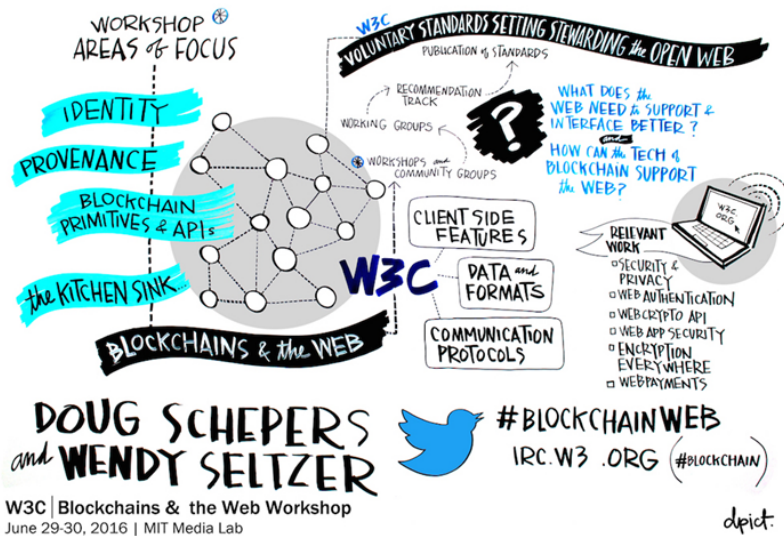 WORKSHOP
AREAS of FOCUS
IDENTITY
PROVENANCE
BLOCKCHAIN
PRIMITIVES & APIs
the KITCHEN SINK...
BLOCKCHAINS & the WEB
W3C
VOLUNTARY STANDARDS SETTING STEWARDING the OPEN WEB
PUBLICATION of STANDARDS
RECOMMENDATION
TRACK
WORKING GROUPS
WORKSHOPS and
COMMUNITY GROUPS
?
WHAT DOES the
WEB NEED to SUPPORT &
INTERFACE BETTER?
and
HOW CAN the TECH of
BLOCKCHAIN SUPPORT
the WEB?
W3C
CLIENT SIDE
FEATURES
DATA and
FORMATS
COMMUNICATION
PROTOCOLS
W3C.
ORG
RELEVANT
WORK
SECURITY &
PRIVACY
WEB AUTHENTICATION
WEBCRYPTO API
WEB APP SECURITY
ENCRYPTION
EVERYWHERE
WEBPAYMENTS
DOUG SCHEPERS
and WENDY SELTZER
#BLOCKCHAINWEB
IRC.W3.ORG (#BLOCKCHAIN)
W3C | Blockchains & the Web Workshop
June 29-30, 2016 | MIT Media Lab
dpict.